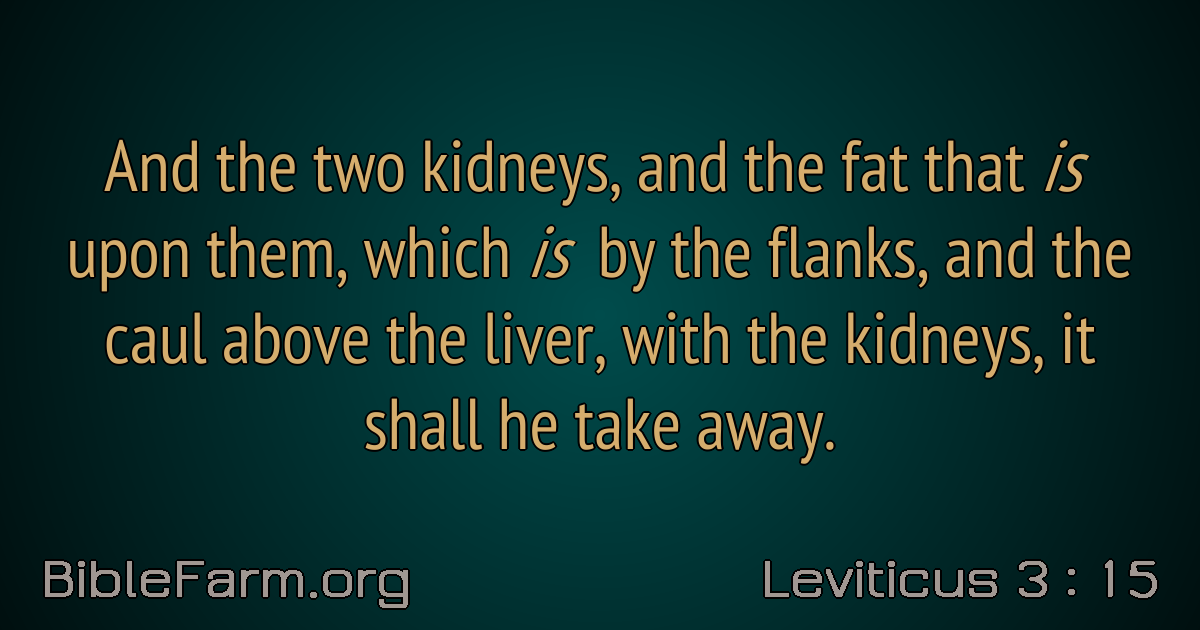 And the two kidneys, and the fat that is
upon them, which is by the flanks, and the
caul above the liver, with the kidneys, it
shall he take away.
BibleFarm.org
Leviticus 3 : 15